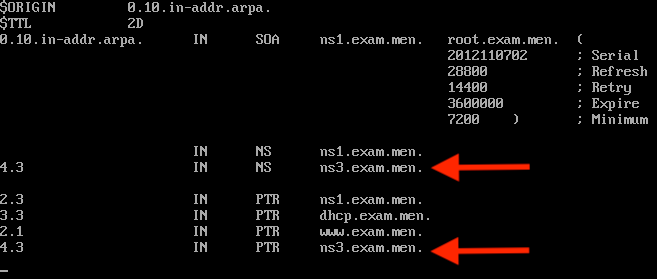 $ORIGIN 0.10.in-addr.arpa.
$TTL 2D
0.10.in-addr.arpa. IN SOA ns1.exam.men. root.exam.men. (
2012110702 ; Serial
28800 ; Refresh
14400 ; Retry
3600000 ; Expire
7200 ) ; Minimum
IN NS ns1.exam.men.
4.3 IN NS ns3.exam.men.
2.3 IN PTR ns1.exam.men.
3.3 IN PTR dhcp.exam.men.
2.1 IN PTR www.exam.men.
4.3 IN PTR ns3.exam.men.